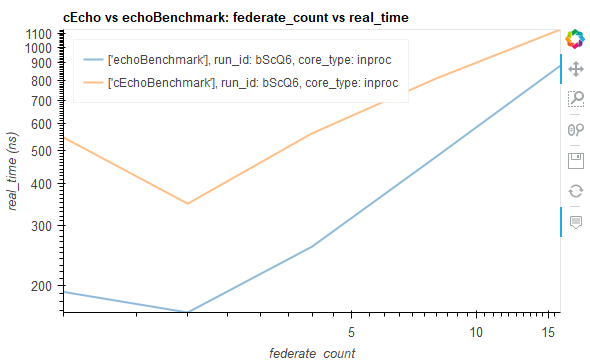 cEcho vs echoBenchmark: federate_count vs real_time
['echoBenchmark'], run_id: bScQ6, core_type: inproc
['cEchoBenchmark'], run_id: bScQ6, core_type: inproc
real_time (ns)
1100
1000
900
800
700
600
500
400
300
200
5
10
15
federate_count